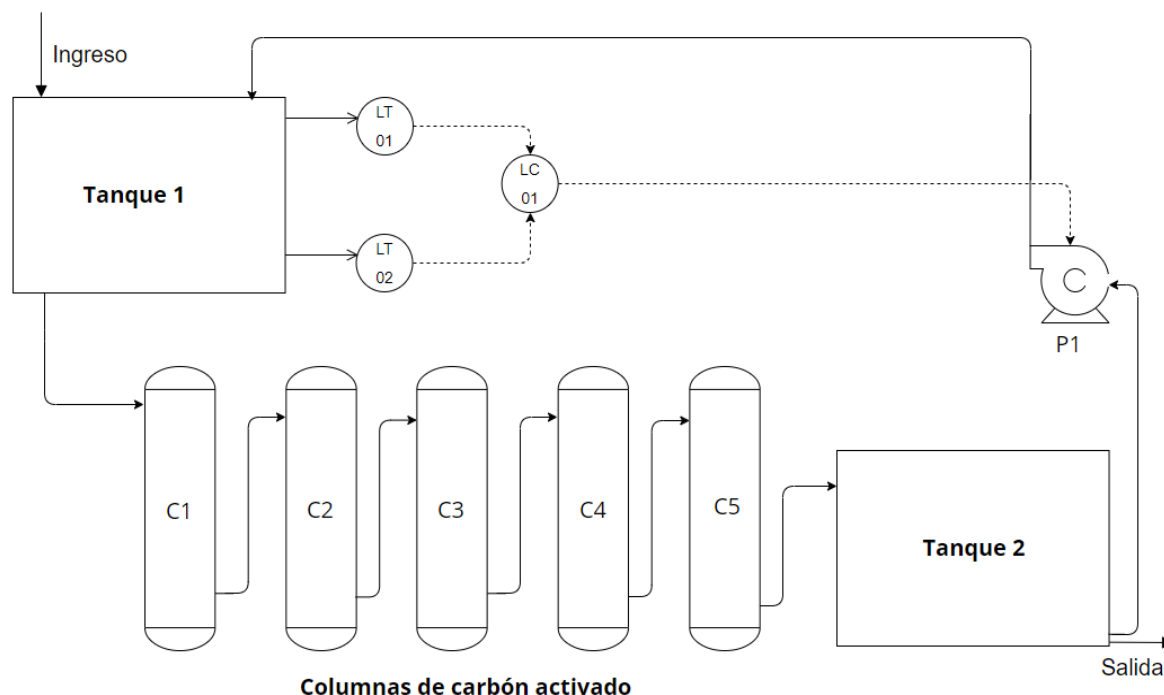 Ingreso
Tanque 1
LT
01
LC
01
LT
02
P1
C1
C2
C3
C4
C5
Tanque 2
Salida
Columnas de carbón activado